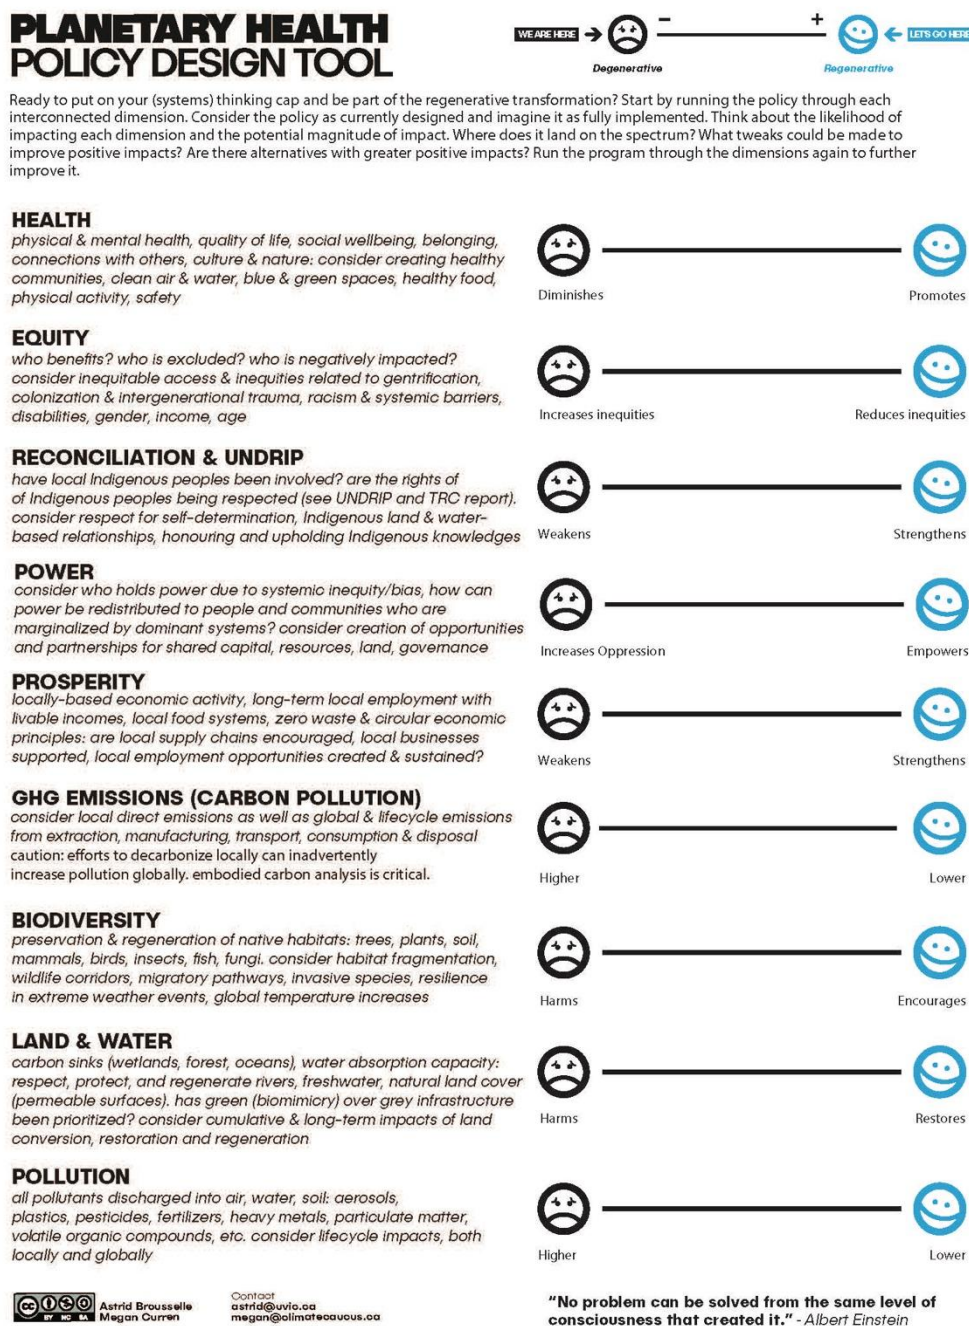 PLANETARY HEALTH
POLICY DESIGN TOOL
WE ARE HERE
−
+
LET'S GO HERE
Degenerative
Regenerative
Ready to put on your (systems) thinking cap and be part of the regenerative transformation? Start by running the policy through each
interconnected dimension. Consider the policy as currently designed and imagine it as fully implemented. Think about the likelihood of
impacting each dimension and the potential magnitude of impact. Where does it land on the spectrum? What tweaks could be made to
improve positive impacts? Are there alternatives with greater positive impacts? Run the program through the dimensions again to further
improve it.
HEALTH
physical & mental health, quality of life, social wellbeing, belonging,
connections with others, culture & nature: consider creating healthy
communities, clean air & water, blue & green spaces, healthy food,
physical activity, safety
Diminishes
Promotes
EQUITY
who benefits? who is excluded? who is negatively impacted?
consider inequitable access & inequities related to gentrification,
colonization & intergenerational trauma, racism & systemic barriers,
disabilities, gender, income, age
Increases inequities
Reduces inequities
RECONCILIATION & UNDRIP
have local Indigenous peoples been involved? are the rights of
of Indigenous peoples being respected (see UNDRIP and TRC report).
consider respect for self-determination, Indigenous land & water-
based relationships, honouring and upholding Indigenous knowledges
Weakens
Strengthens
POWER
consider who holds power due to systemic inequity/bias, how can
power be redistributed to people and communities who are
marginalized by dominant systems? consider creation of opportunities
and partnerships for shared capital, resources, land, governance
Increases Oppression
Empowers
PROSPERITY
locally-based economic activity, long-term local employment with
livable incomes, local food systems, zero waste & circular economic
principles: are local supply chains encouraged, local businesses
supported, local employment opportunities created & sustained?
Weakens
Strengthens
GHG EMISSIONS (CARBON POLLUTION)
consider local direct emissions as well as global & lifecycle emissions
from extraction, manufacturing, transport, consumption & disposal
caution: efforts to decarbonize locally can inadvertently
increase pollution globally. embodied carbon analysis is critical.
Higher
Lower
BIODIVERSITY
preservation & regeneration of native habitats: trees, plants, soil,
mammals, birds, insects, fish, fungi. consider habitat fragmentation,
wildlife corridors, migratory pathways, invasive species, resilience
in extreme weather events, global temperature increases
Harms
Encourages
LAND & WATER
carbon sinks (wetlands, forest, oceans), water absorption capacity:
respect, protect, and regenerate rivers, freshwater, natural land cover
(permeable surfaces). has green (biomimicry) over grey infrastructure
been prioritized? consider cumulative & long-term impacts of land
conversion, restoration and regeneration
Harms
Restores
POLLUTION
all pollutants discharged into air, water, soil: aerosols,
plastics, pesticides, fertilizers, heavy metals, particulate matter,
volatile organic compounds, etc. consider lifecycle impacts, both
locally and globally
Higher
Lower
cc
BY NC SA
Astrid Brousselle
Megan Curren
Contact
astrid@uvic.ca
megan@climatecaucus.ca
"No problem can be solved from the same level of
consciousness that created it." - Albert Einstein